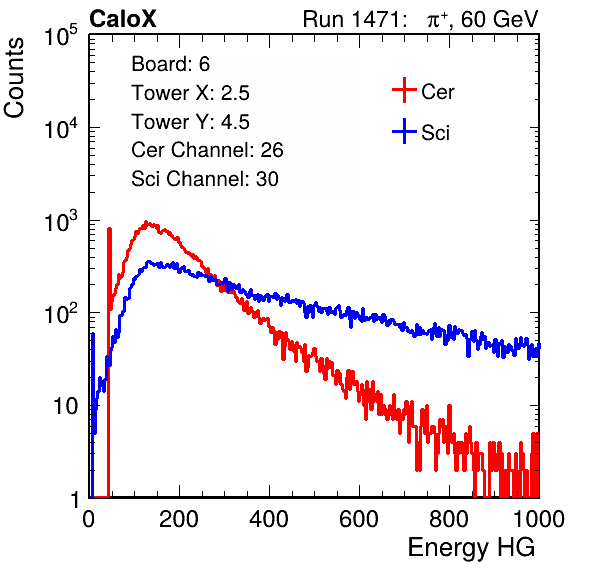 CaloX Run 1471: π⁺, 60 GeV
Counts
Board: 6
Tower X: 2.5
Tower Y: 4.5
Cer Channel: 26
Sci Channel: 30
Cer
Sci
10⁵
10⁴
10³
10²
10
1
0 200 400 600 800 1000
Energy HG